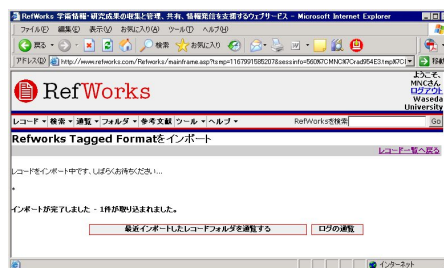 RefWorks 学術情報・研究成果の収集と管理、共有、情報発信を支援するウェブサービス - Microsoft Internet Explorer
ファイル(F) 編集(E) 表示(V) お気に入り(A) ツール(T) ヘルプ(H)
戻る 検索 お気に入り
アドレス(D) http://www.refworks.com/Refworks/mainframe.asp?tsmp=1167991585207 移動
ようこそ、
MNCさん
ログアウト
RefWorks
Waseda
University
レコード 検索 通覧 フォルダ 参考文献 ツール ヘルプ RefWorksを検索 Go
Refworks Tagged Formatをインポート
レコード一覧へ戻る
レコードをインポート中です、しばらくお待ちください...
*
インポートが完了しました - 1件が取り込まれました。
最近インポートしたレコードフォルダを通覧する ログの通覧
インターネット